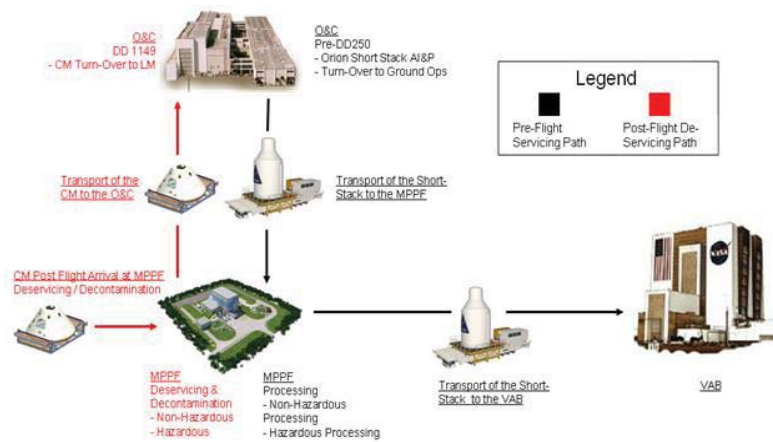 O&C
DD 1149
- CM Turn-Over to LM
O&C
Pre-DD250
- Orion Short Stack AI&P
- Turn-Over to Ground Ops
Legend
Pre-Flight
Servicing Path
Post-Flight De-
Servicing Path
Transport of the
CM to the O&C
Transport of the Short-
Stack to the MPPF
CM Post Flight Arrival at MPPF
Deservicing / Decontamination
MPPF
Deservicing &
Decontamination
- Non-Hazardous
- Hazardous
MPPF
Processing
- Non-Hazardous
Processing
- Hazardous Processing
Transport of the Short-
Stack to the VAB
NASA
VAB